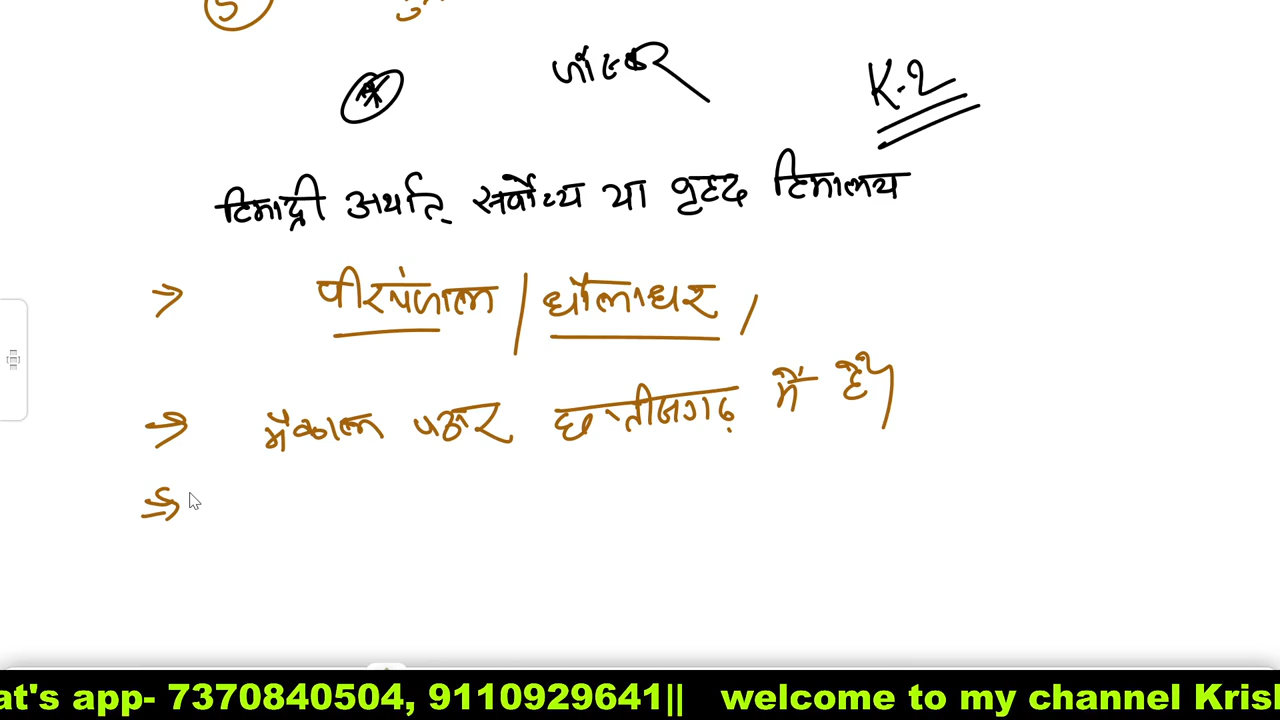 5
जास्कर K-2
हिमाद्री अर्थात् सर्वोच्च या वृहद हिमालय
→ पीरपंजाल / धौलाधर /
→ मैकाल पठार छत्तीसगढ़ में है।
⇒
at's app- 7370840504, 9110929641|| welcome to my channel Krish